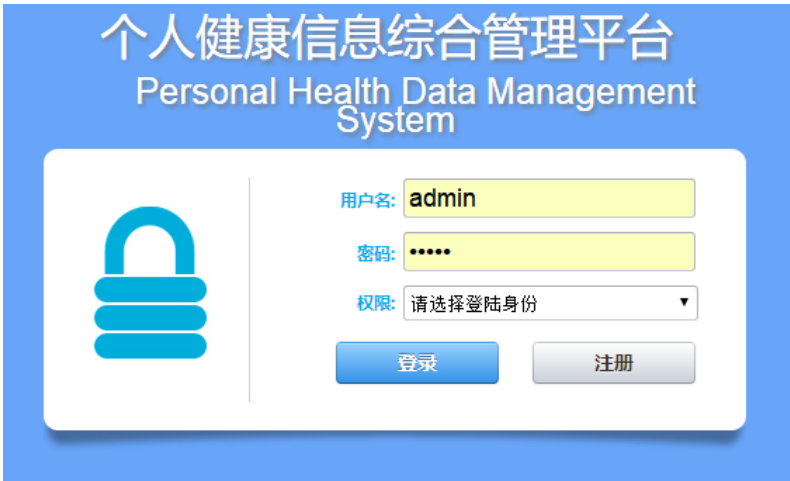 个人健康信息综合管理平台
Personal Health Data Management
System
用户名: admin
密码: •••••
权限: 请选择登陆身份
登录 注册